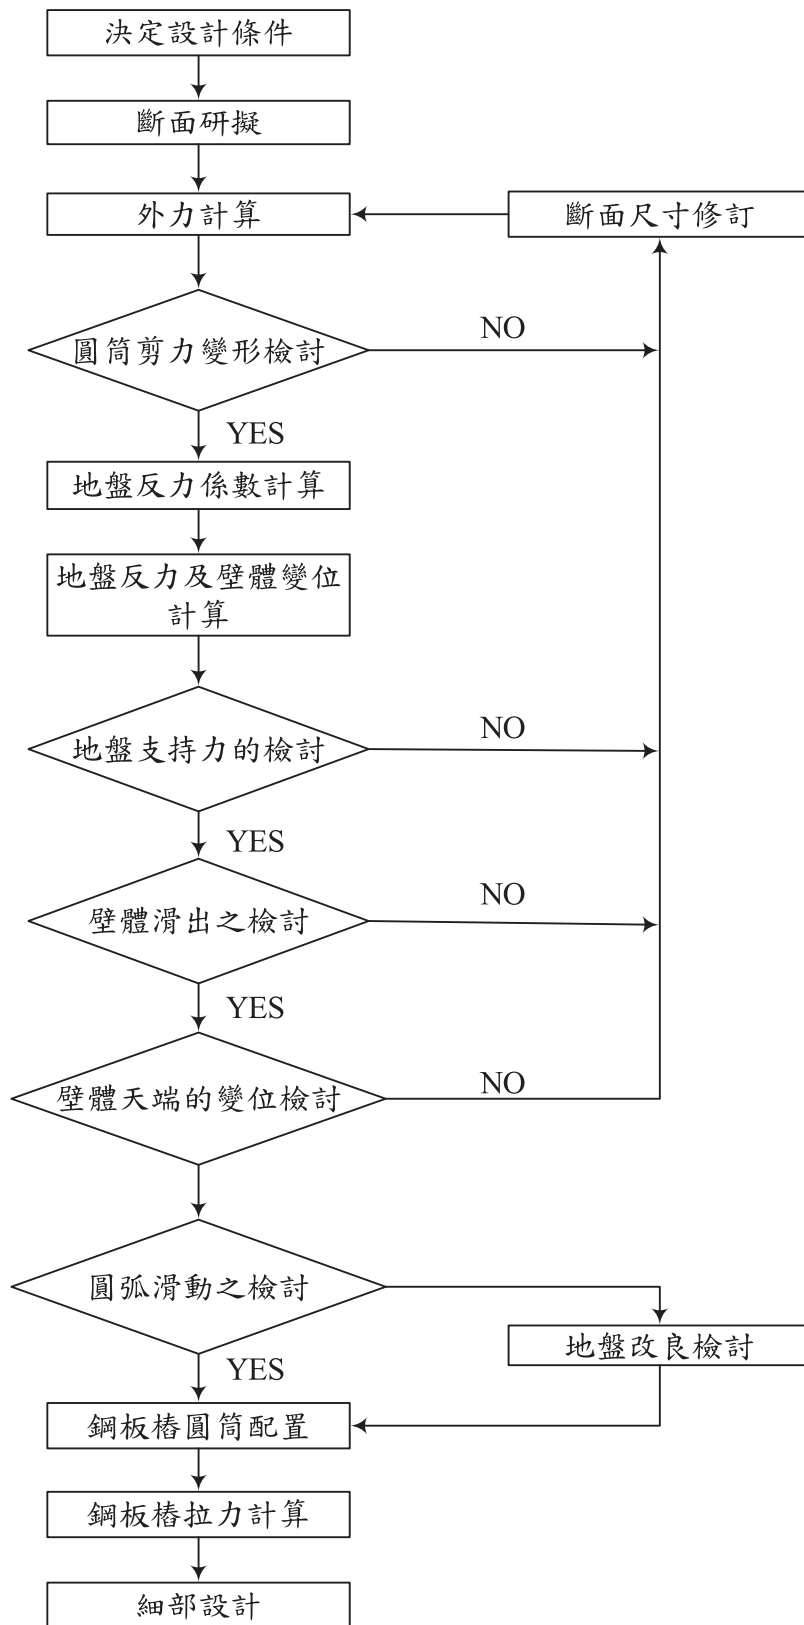 決定設計條件
斷面研擬
外力計算
斷面尺寸修訂
圓筒剪力變形檢討
NO
YES
地盤反力係數計算
地盤反力及壁體變位
計算
地盤支持力的檢討
NO
YES
壁體滑出之檢討
NO
YES
壁體天端的變位檢討
NO
圓弧滑動之檢討
地盤改良檢討
YES
鋼板樁圓筒配置
鋼板樁拉力計算
細部設計